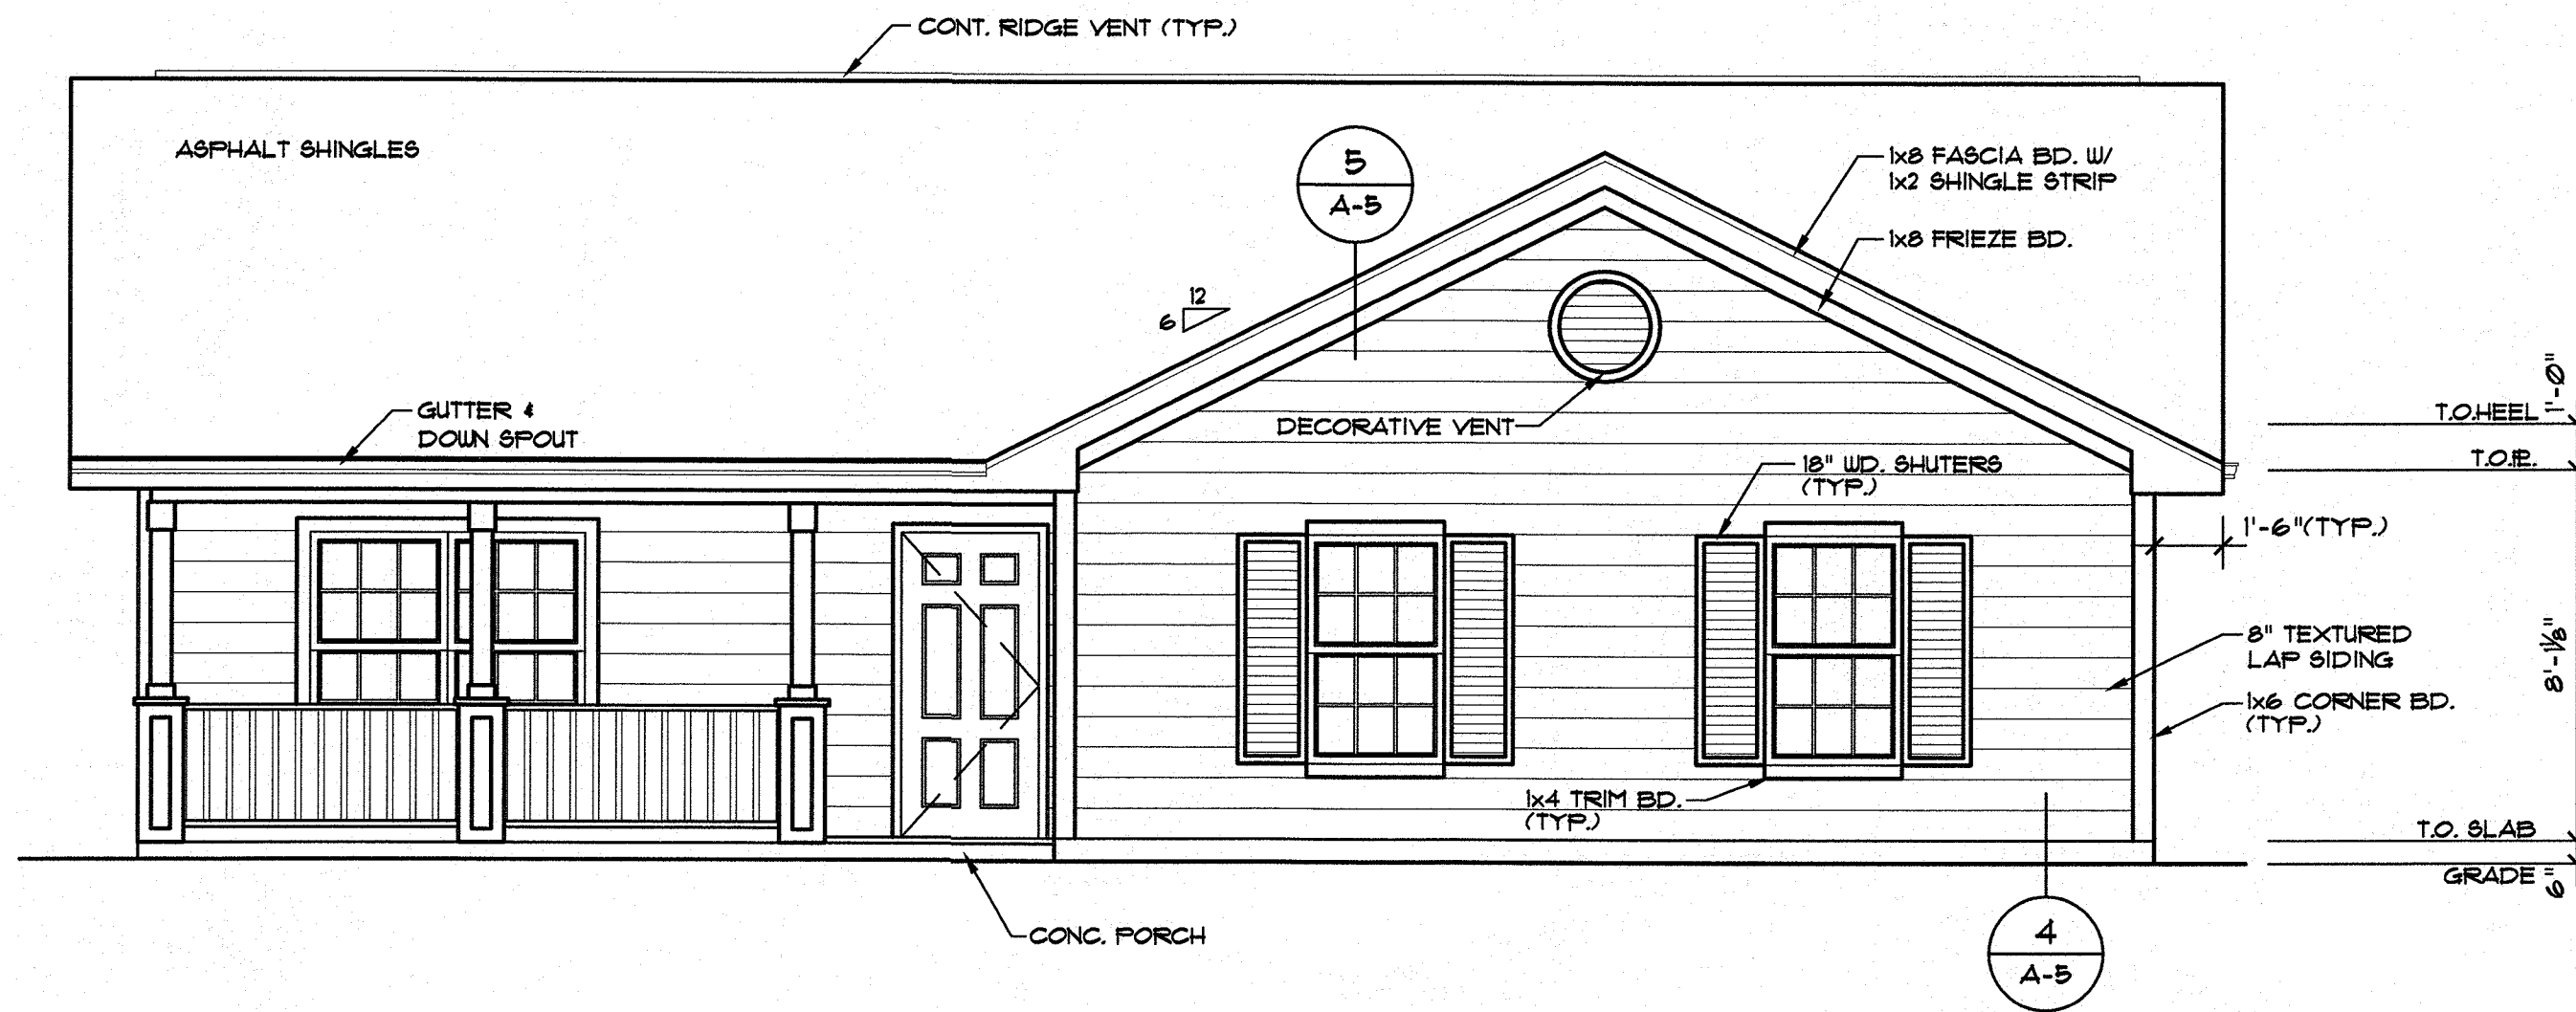 CONT. RIDGE VENT (TYP.)
ASPHALT SHINGLES
5
A-5
1x8 FASCIA BD. W/
1x2 SHINGLE STRIP
1x8 FRIEZE BD.
12
6
GUTTER &
DOWN SPOUT
DECORATIVE VENT
T.O.HEEL
1'-0"
T.O.P.
18" WD. SHUTERS
(TYP.)
1'-6"(TYP.)
8" TEXTURED
LAP SIDING
8'-1/8"
1x6 CORNER BD.
(TYP.)
1x4 TRIM BD.
(TYP.)
T.O. SLAB
GRADE
6"
CONC. PORCH
4
A-5